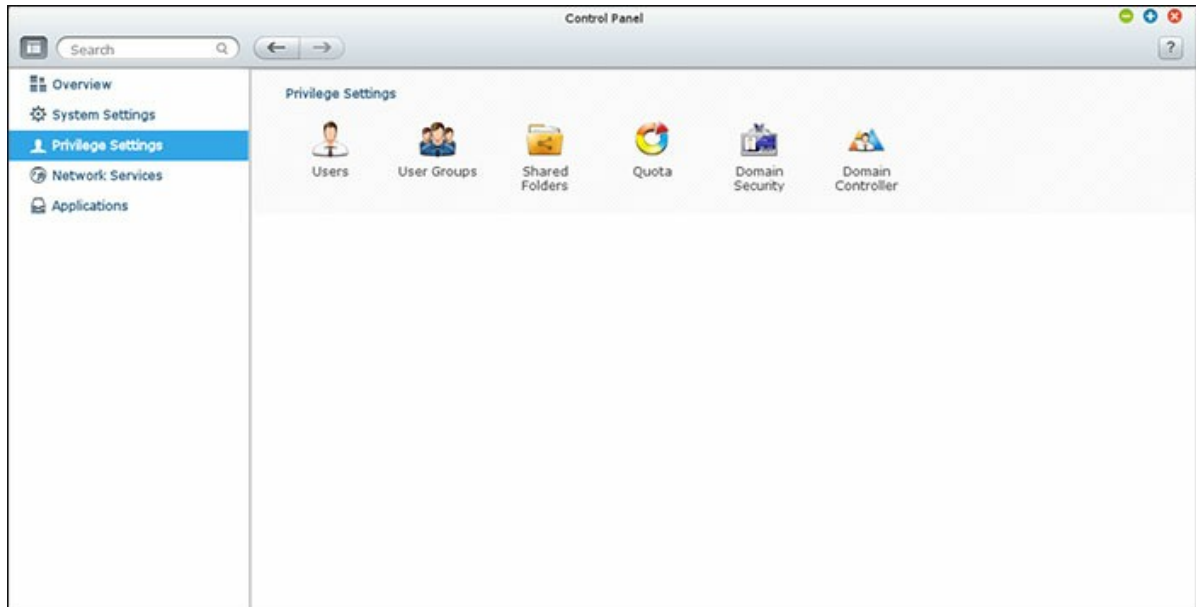 Control Panel
Search
?
Overview
System Settings
Privilege Settings
Network Services
Applications
Privilege Settings
Users
User Groups
Shared
Folders
Quota
Domain
Security
Domain
Controller